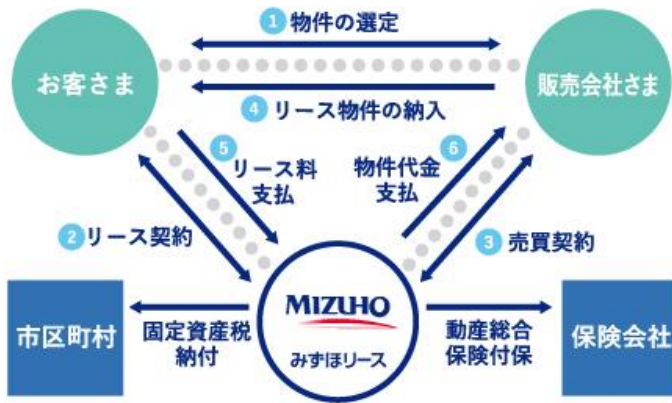 ① 物件の選定
お客さま
販売会社さま
④ リース物件の納入
⑤ リース料
支払
⑥ 物件代金
支払
② リース契約
③ 売買契約
MIZUHO
みずほリース
市区町村
固定資産税
納付
動産総合
保険付保
保険会社